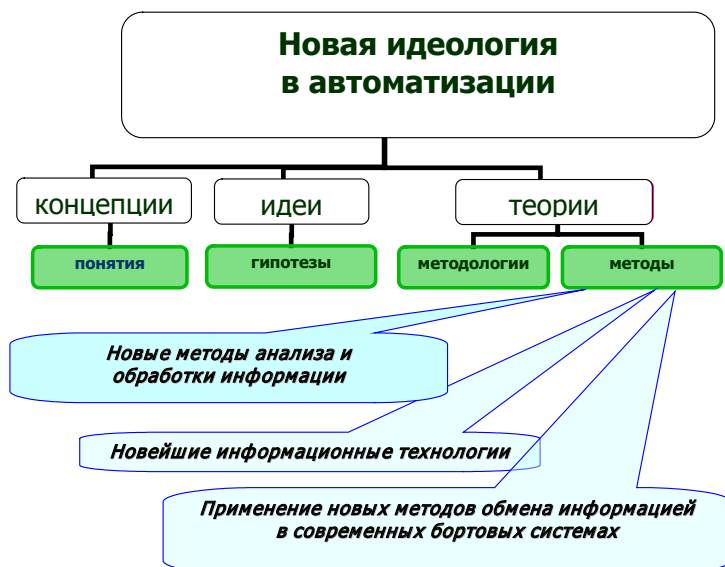 Новая идеология
в автоматизации
концепции
идеи
теории
понятия
гипотезы
методологии
методы
Новые методы анализа и
обработки информации
Новейшие информационные технологии
Применение новых методов обмена информацией
в современных бортовых системах